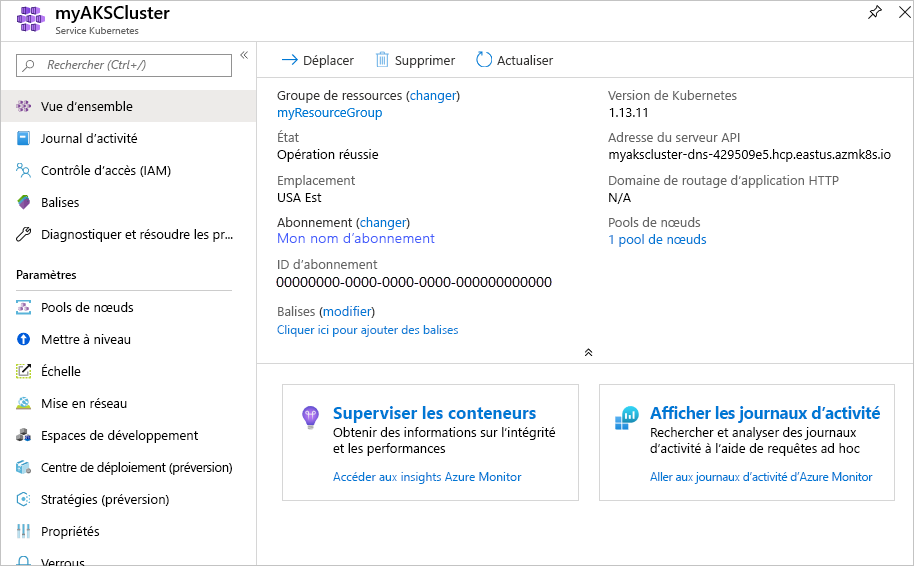 myAKSCluster
Service Kubernetes
Rechercher (Ctrl+/)
«
Vue d'ensemble
Journal d'activité
Contrôle d'accès (IAM)
Balises
Diagnostiquer et résoudre les pr...
Paramètres
Pools de nœuds
Mettre à niveau
Échelle
Mise en réseau
Espaces de développement
Centre de déploiement (préversion)
Stratégies (préversion)
Propriétés
Verrous
Déplacer
Supprimer
Actualiser
Groupe de ressources (changer)
myResourceGroup
État
Opération réussie
Emplacement
USA Est
Abonnement (changer)
Mon nom d'abonnement
ID d'abonnement
00000000-0000-0000-0000-000000000000
Balises (modifier)
Cliquer ici pour ajouter des balises
Version de Kubernetes
1.13.11
Adresse du serveur API
myakscluster-dns-429509e5.hcp.eastus.azmk8s.io
Domaine de routage d'application HTTP
N/A
Pools de nœuds
1 pool de nœuds
Superviser les conteneurs
Obtenir des informations sur l'intégrité
et les performances
Accéder aux insights Azure Monitor
Afficher les journaux d'activité
Rechercher et analyser des journaux
d'activité à l'aide de requêtes ad hoc
Aller aux journaux d'activité d'Azure Monitor